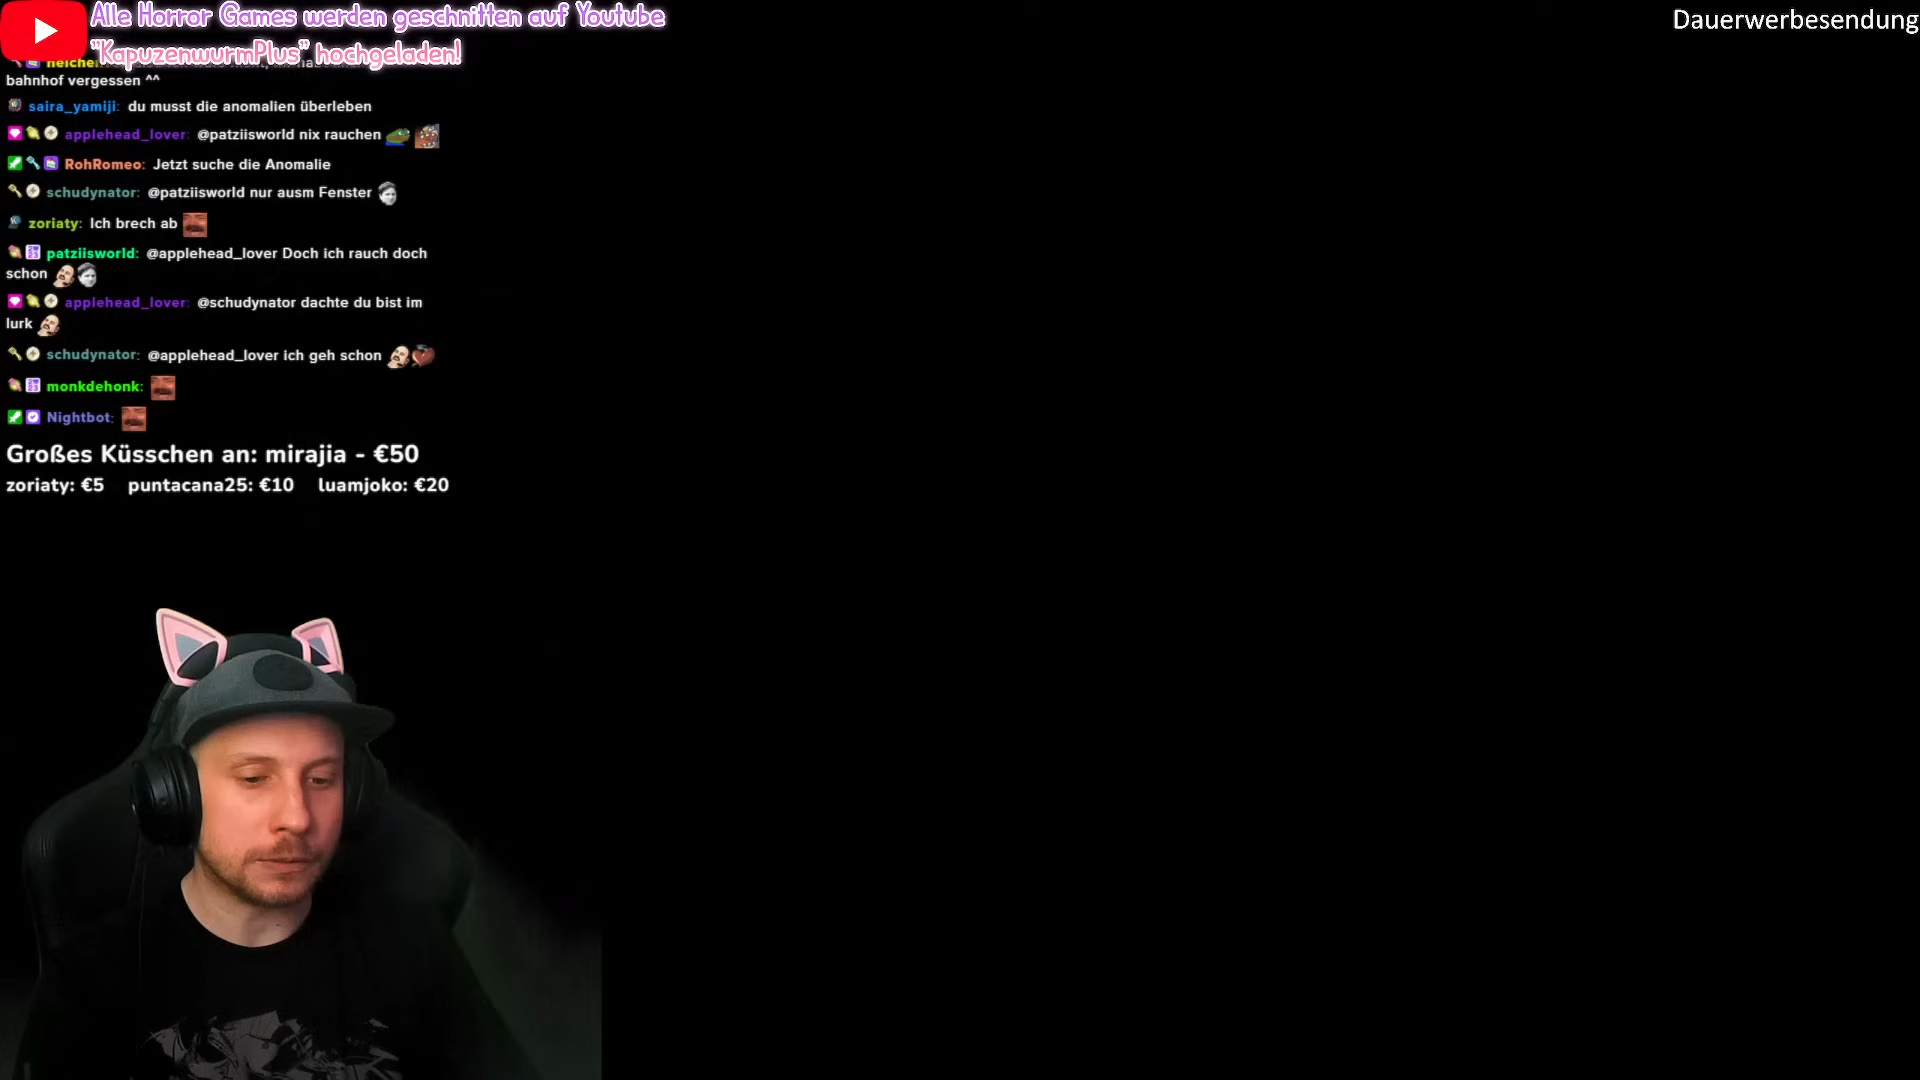 Alle Horror Games werden geschnitten auf Youtube
"KapuzenwurmPlus" hochgeladen!
Dauerwerbesendung
bahnhof vergessen ^^
saira_yamiji: du musst die anomalien überleben
applehead_lover: @patziisworld nix rauchen
RohRomeo: Jetzt suche die Anomalie
schudynator: @patziisworld nur ausm Fenster
zoriaty: Ich brech ab
patziisworld: @applehead_lover Doch ich rauch doch
schon
applehead_lover: @schudynator dachte du bist im
lurk
schudynator: @applehead_lover ich geh schon
monkdehonk:
Nightbot:
Großes Küsschen an: mirajia - €50
zoriaty: €5 puntacana25: €10 luamjoko: €20